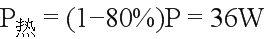 P热 = (1−80%)P = 36W